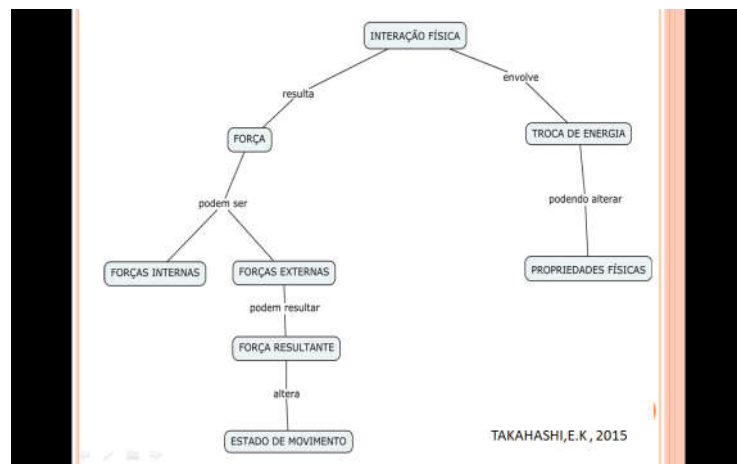 INTERAÇÃO FÍSICA
resulta
envolve
FORÇA
TROCA DE ENERGIA
podem ser
podendo alterar
FORÇAS INTERNAS
FORÇAS EXTERNAS
PROPRIEDADES FÍSICAS
podem resultar
FORÇA RESULTANTE
altera
ESTADO DE MOVIMENTO
TAKAHASHI,E.K , 2015